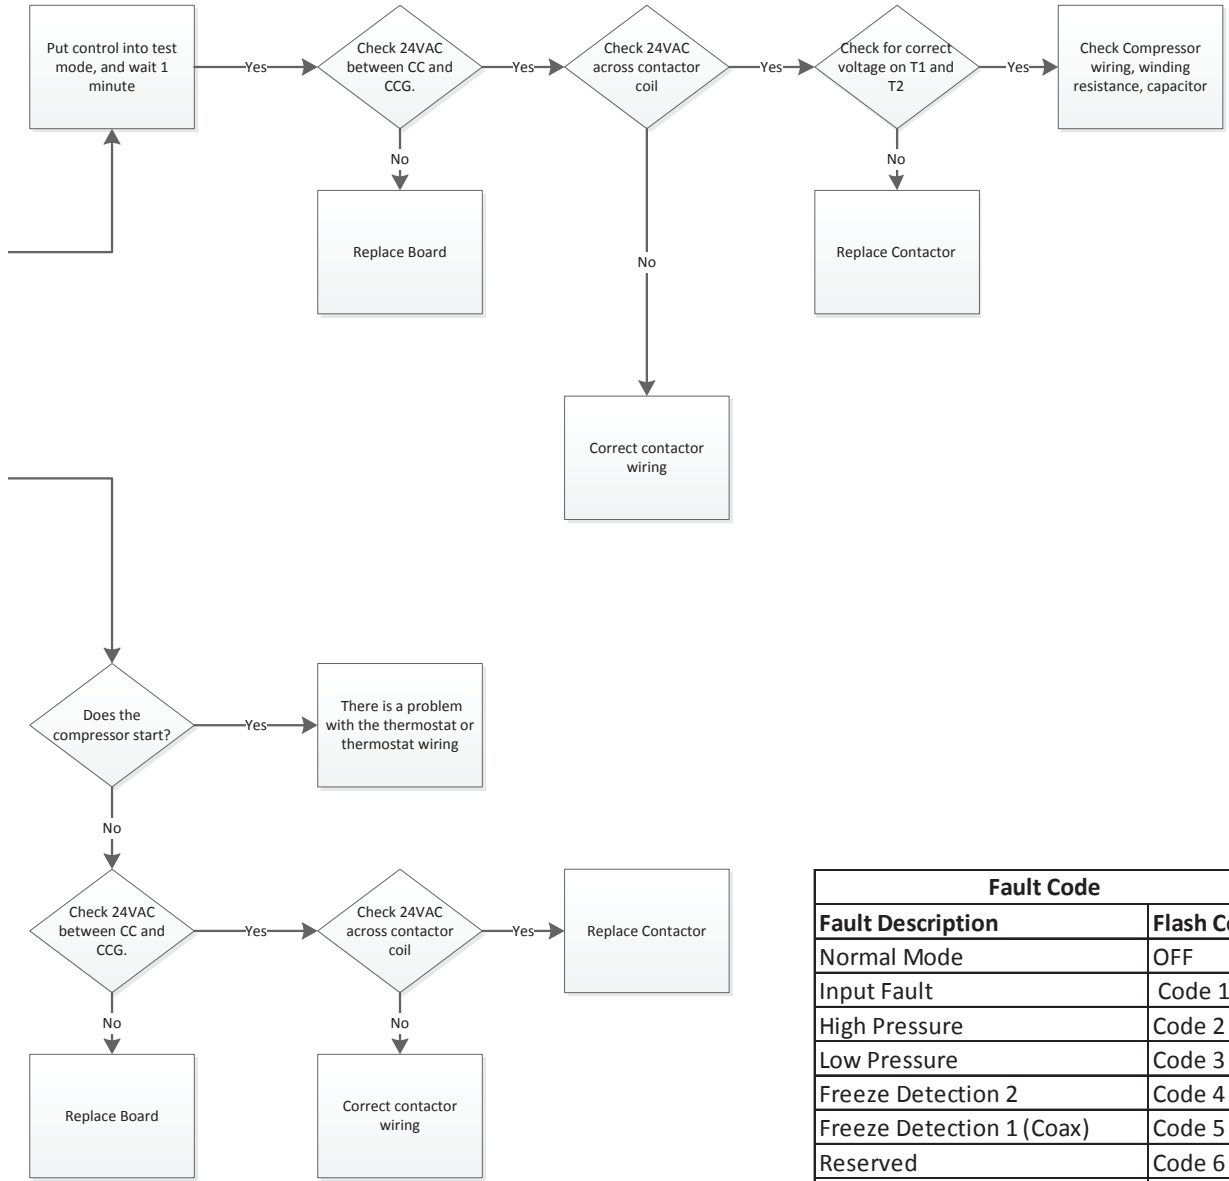 Put control into test
mode, and wait 1
minute
Yes
Check 24VAC
between CC and
CCG.
Yes
Check 24VAC
across contactor
coil
Yes
Check for correct
voltage on T1 and
T2
Yes
Check Compressor
wiring, winding
resistance, capacitor
No
Replace Board
No
Correct contactor
wiring
No
Replace Contactor
Does the
compressor start?
Yes
There is a problem
with the thermostat or
thermostat wiring
No
Check 24VAC
between CC and
CCG.
Yes
Check 24VAC
across contactor
coil
Yes
Replace Contactor
No
Replace Board
No
Correct contactor
wiring
Fault Code
Fault Description Flash
Normal Mode OFF
Input Fault Code 1
High Pressure Code 2
Low Pressure Code 3
Freeze Detection 2 Code 4
Freeze Detection 1 (Coax) Code 5
Reserved Code 6